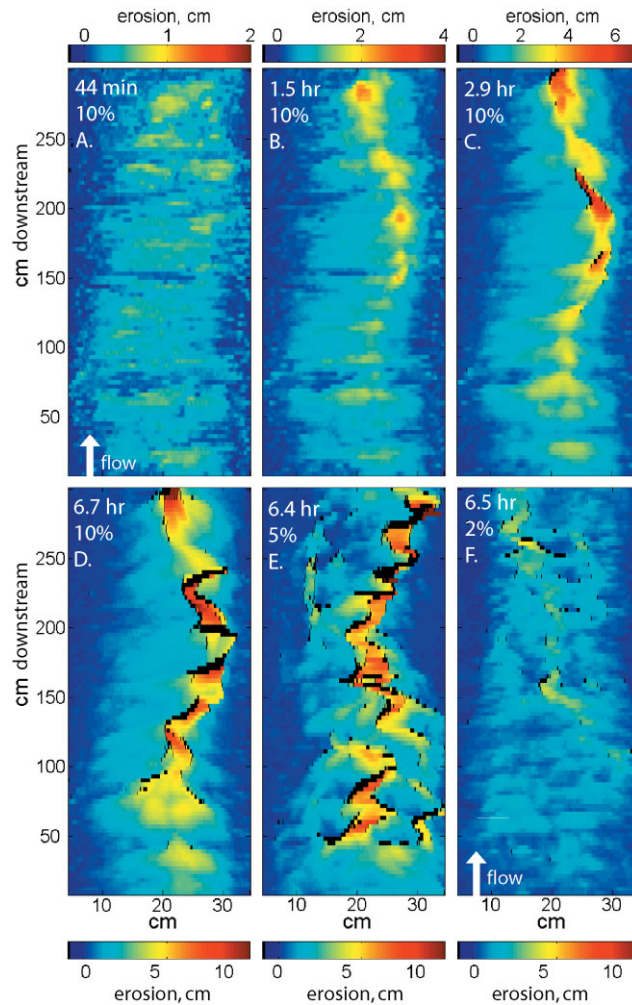 erosion, cm erosion, cm erosion, cm
0 1 2 0 2 4 0 2 4 6
44 min 1.5 hr 2.9 hr
10% 10% 10%
A. B. C.
250
200
cm downstream
150
100
50
flow
6.7 hr 6.4 hr 6.5 hr
10% 5% 2%
D. E. F.
250
200
cm downstream
150
100
50
flow
10 20 30 10 20 30 10 20 30
cm cm cm
0 5 10 0 5 10 0 5 10
erosion, cm erosion, cm erosion, cm